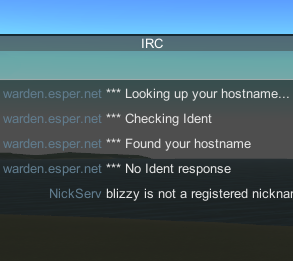 IRC
warden.esper.net *** Looking up your hostname...
warden.esper.net *** Checking Ident
warden.esper.net *** Found your hostname
warden.esper.net *** No Ident response
NickServ blizzy is not a registered nicknar